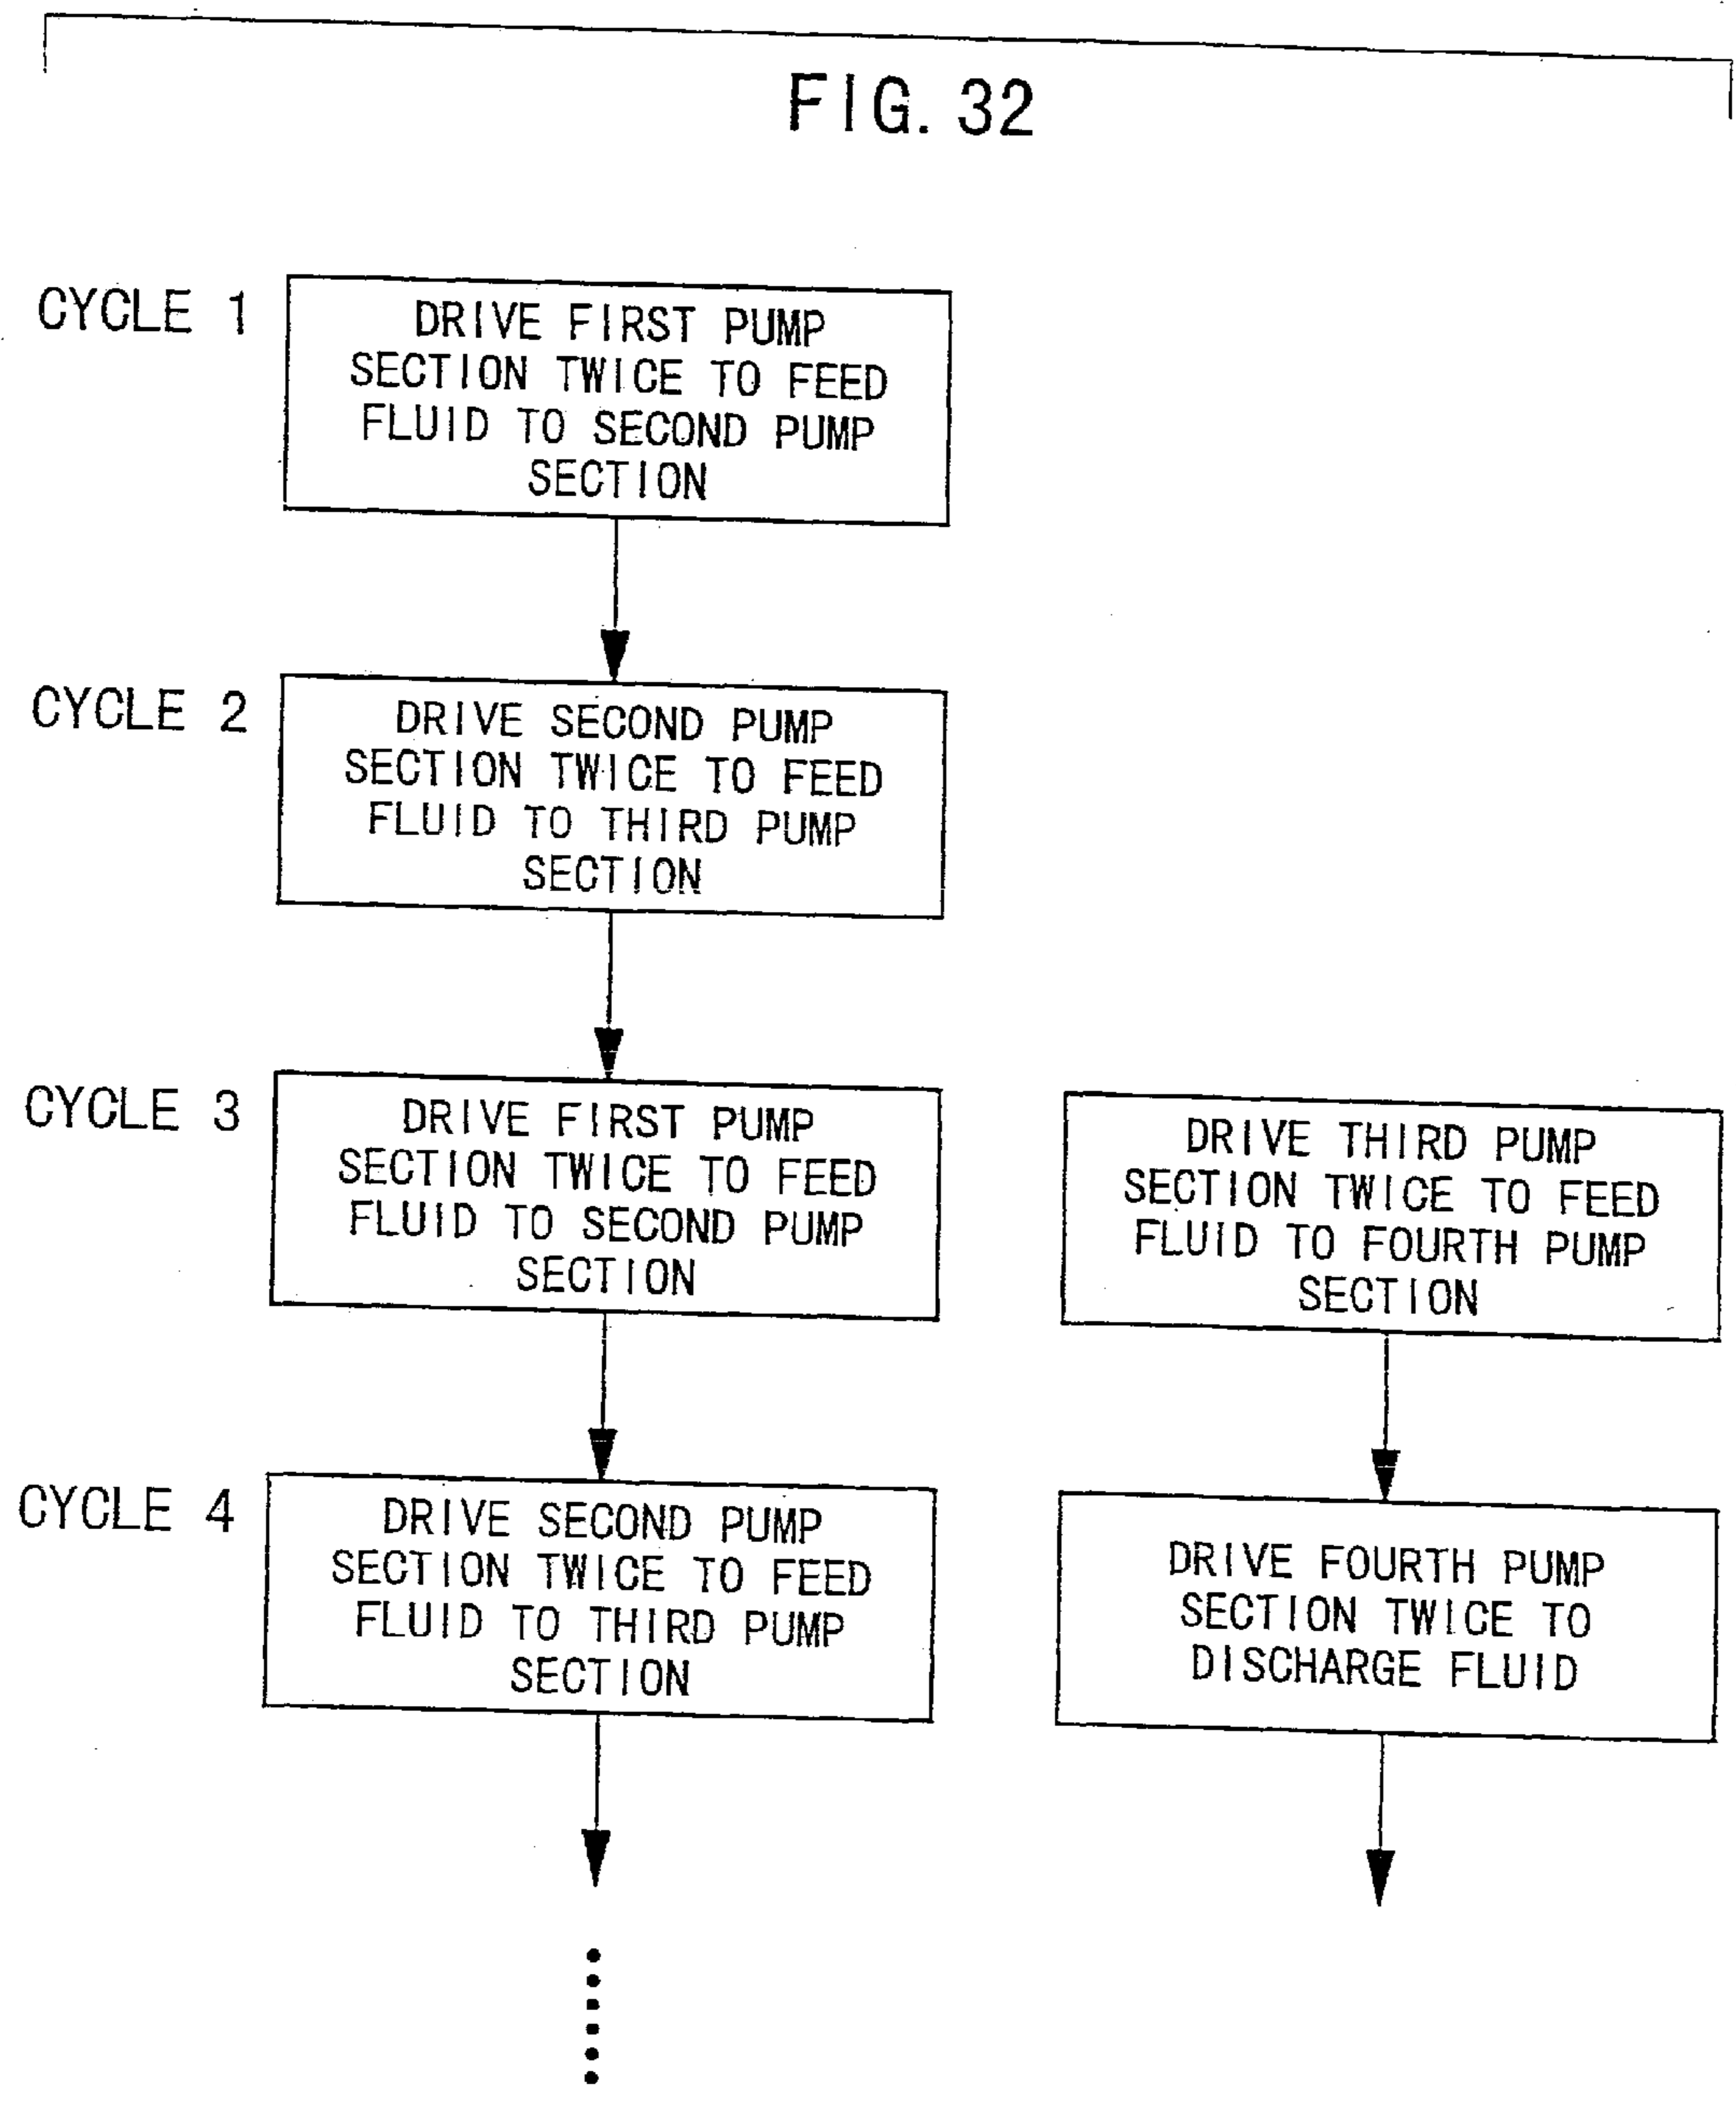 FIG. 32
CYCLE 1
DRIVE FIRST PUMP
SECTION TWICE TO FEED
FLUID TO SECOND PUMP
SECTION
CYCLE 2
DRIVE SECOND PUMP
SECTION TWICE TO FEED
FLUID TO THIRD PUMP
SECTION
CYCLE 3
DRIVE FIRST PUMP
SECTION TWICE TO FEED
FLUID TO SECOND PUMP
SECTION
DRIVE THIRD PUMP
SECTION TWICE TO FEED
FLUID TO FOURTH PUMP
SECTION
CYCLE 4
DRIVE SECOND PUMP
SECTION TWICE TO FEED
FLUID TO THIRD PUMP
SECTION
DRIVE FOURTH PUMP
SECTION TWICE TO
DISCHARGE FLUID